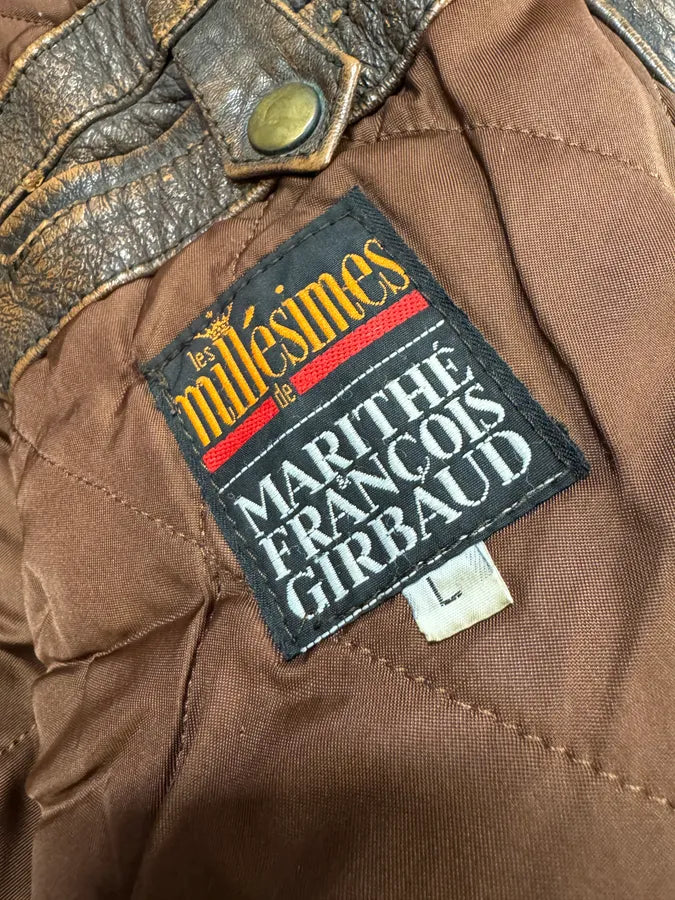 les
millésimes
de
MARITHÉ
&
FRANÇOIS
GIRBAUD
L